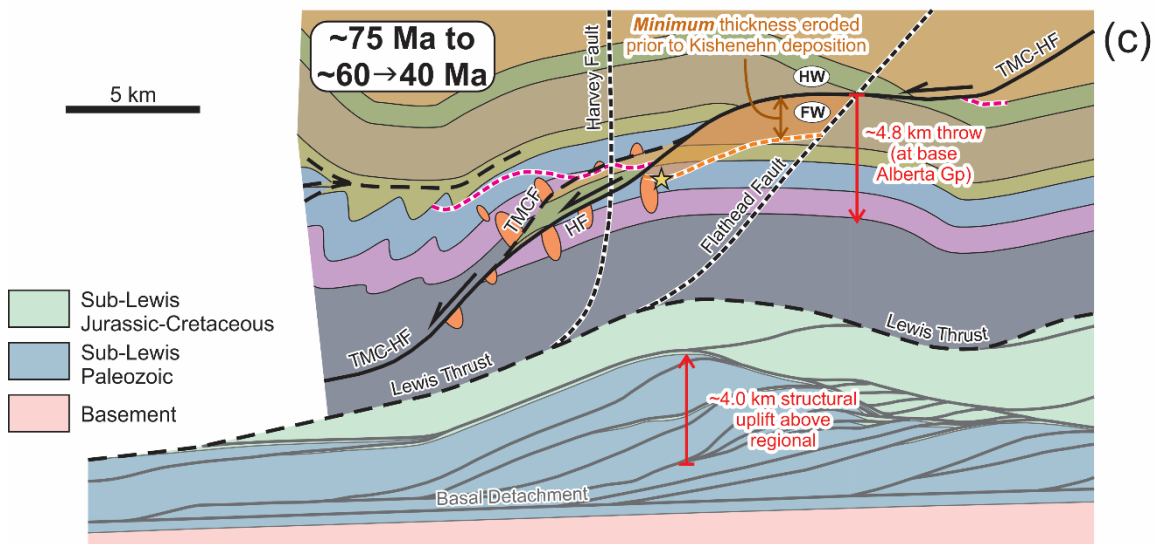 (c)
~75 Ma to
~60→40 Ma
5 km
Harvey Fault
Minimum thickness eroded
prior to Kishenehn deposition
HW
FW
TMC-HF
~4.8 km throw
(at base
Alberta Gp)
TMCF
HF
Flathead Fault
TMC-HF
Lewis Thrust
Lewis Thrust
Sub-Lewis
Jurassic-Cretaceous
Sub-Lewis
Paleozoic
Basement
~4.0 km structural
uplift above
regional
Basal Detachment